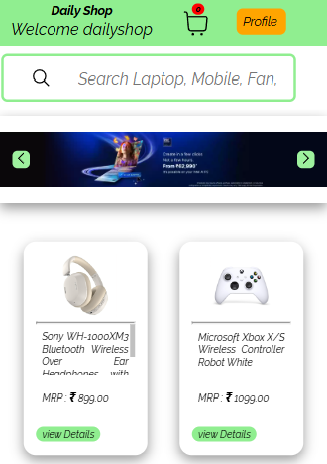 Daily Shop
Welcome dailyshop
Profile
Search Laptop, Mobile, Fan,
Create in a few clicks.
Not a few hours.
From ₹62,990*
Sony WH-1000XM3
Bluetooth Wireless
Over Ear
Headphones with
MRP : ₹ 899.00
view Details
Microsoft Xbox X/S
Wireless Controller
Robot White
MRP : ₹ 1099.00
view Details